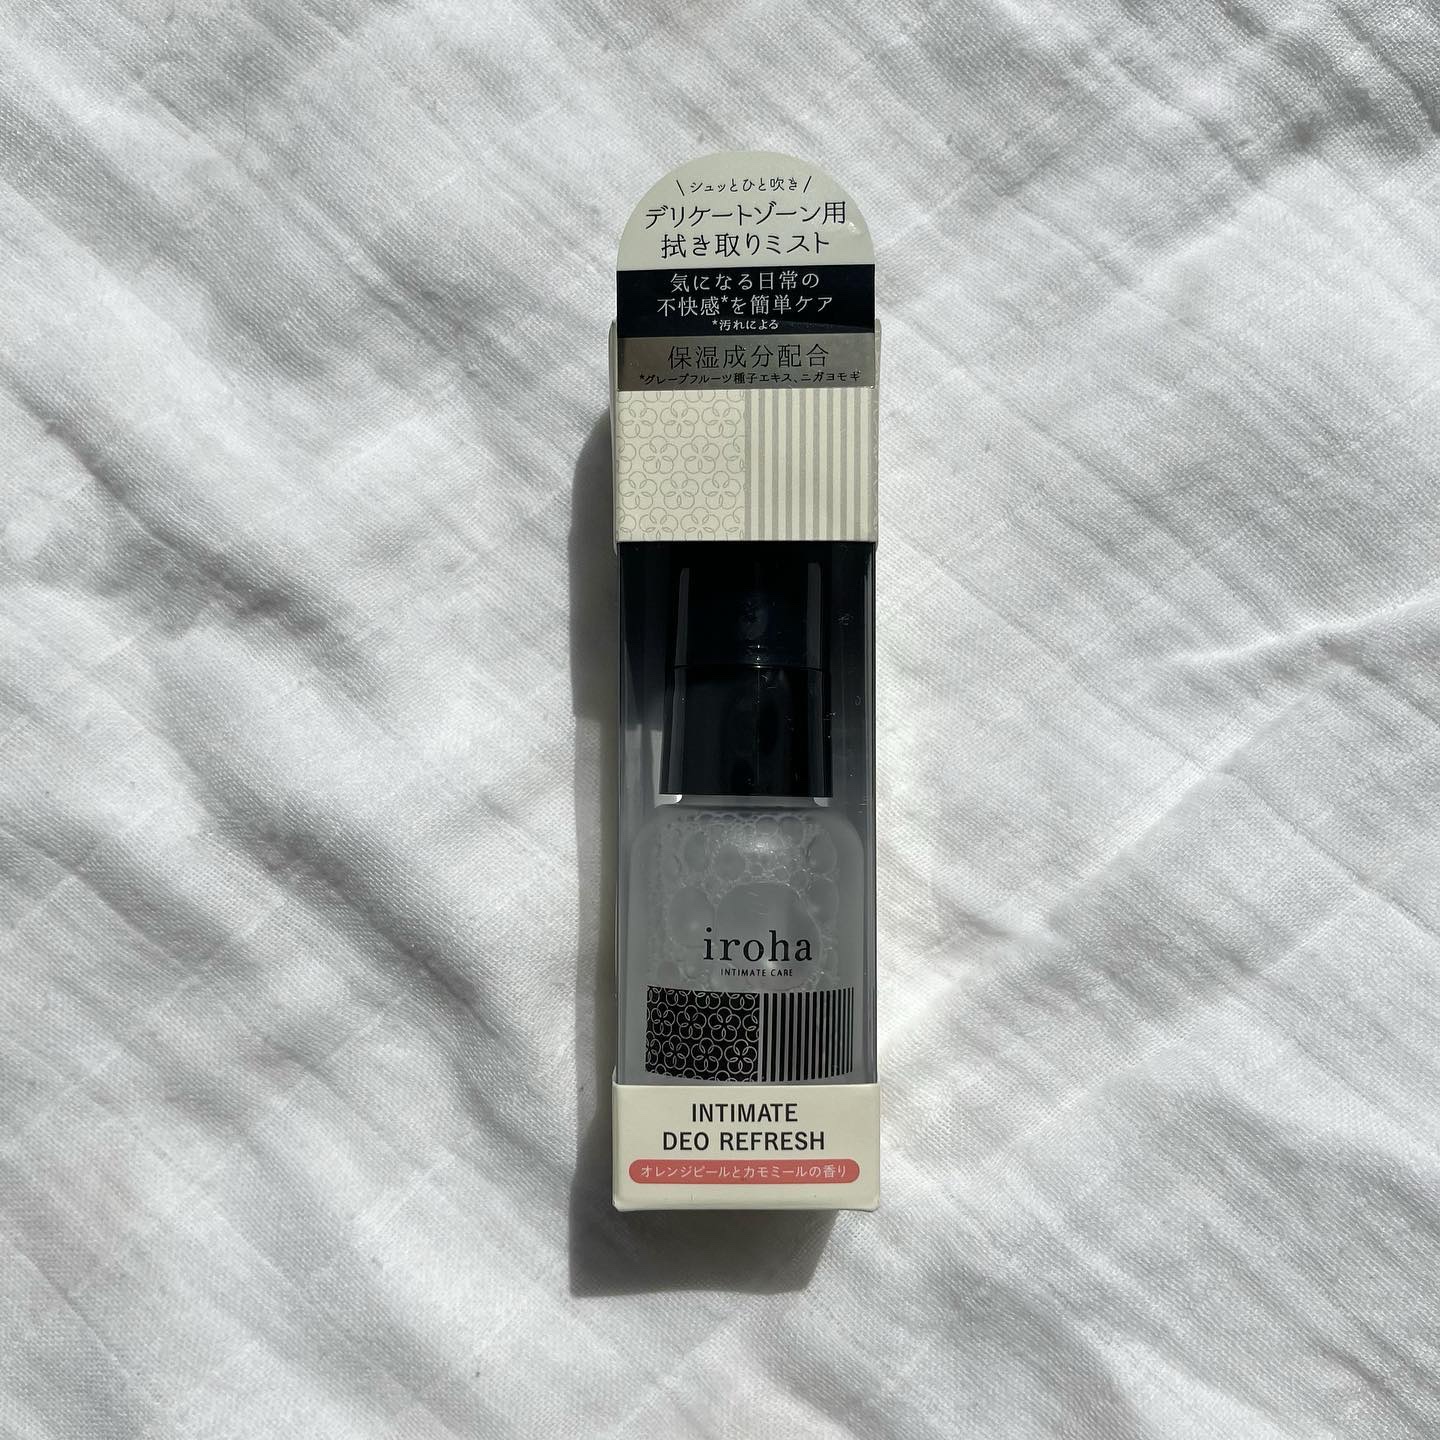 \シュッとひと吹き/
デリケートゾーン用
拭き取りミスト
気になる日常の
不快感*を簡単ケア
*汚れによる
保湿成分配合
*グレープフルーツ種子エキス、ニガヨモギ
iroha
INTIMATE CARE
INTIMATE
DEO REFRESH
オレンジピールとカモミールの香り